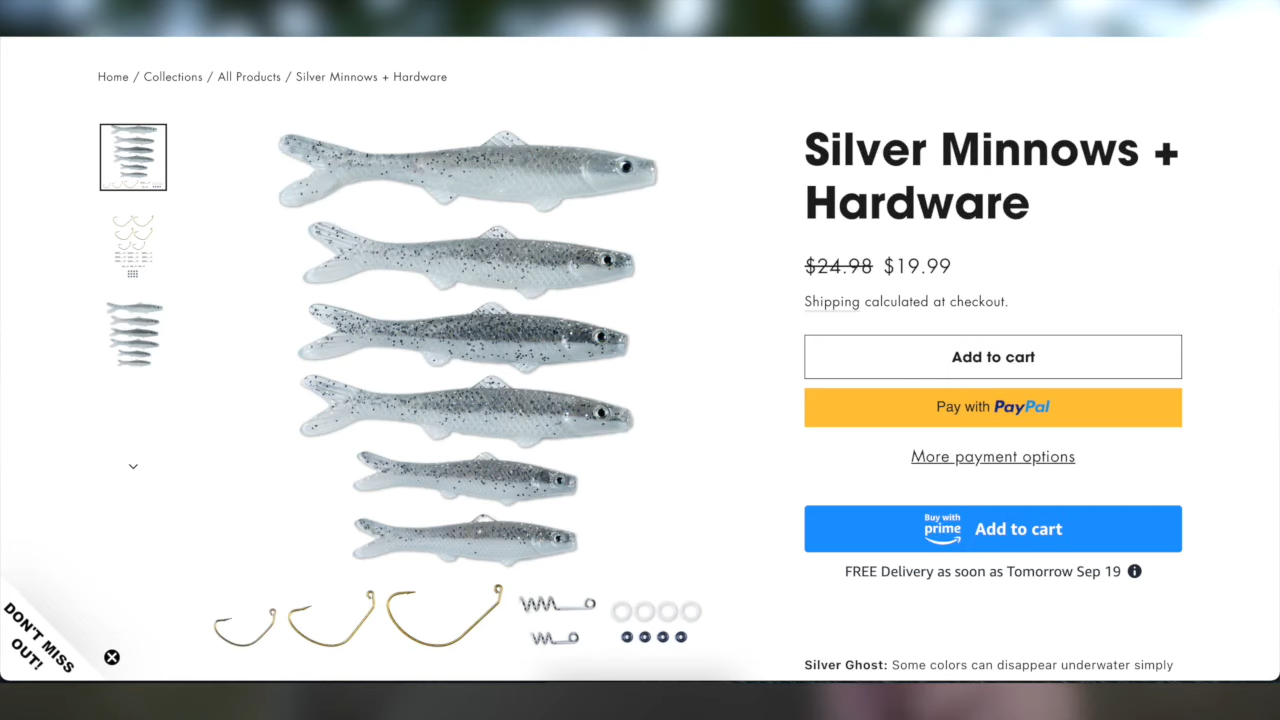 Home / Collections / All Products / Silver Minnows + Hardware
Silver Minnows +
Hardware
$24.98 $19.99
Shipping calculated at checkout.
Add to cart
Pay with PayPal
More payment options
Buy with
prime
Add to cart
FREE Delivery as soon as Tomorrow Sep 19
DON'T MISS
OUT!
Silver Ghost: Some colors can disappear underwater simply